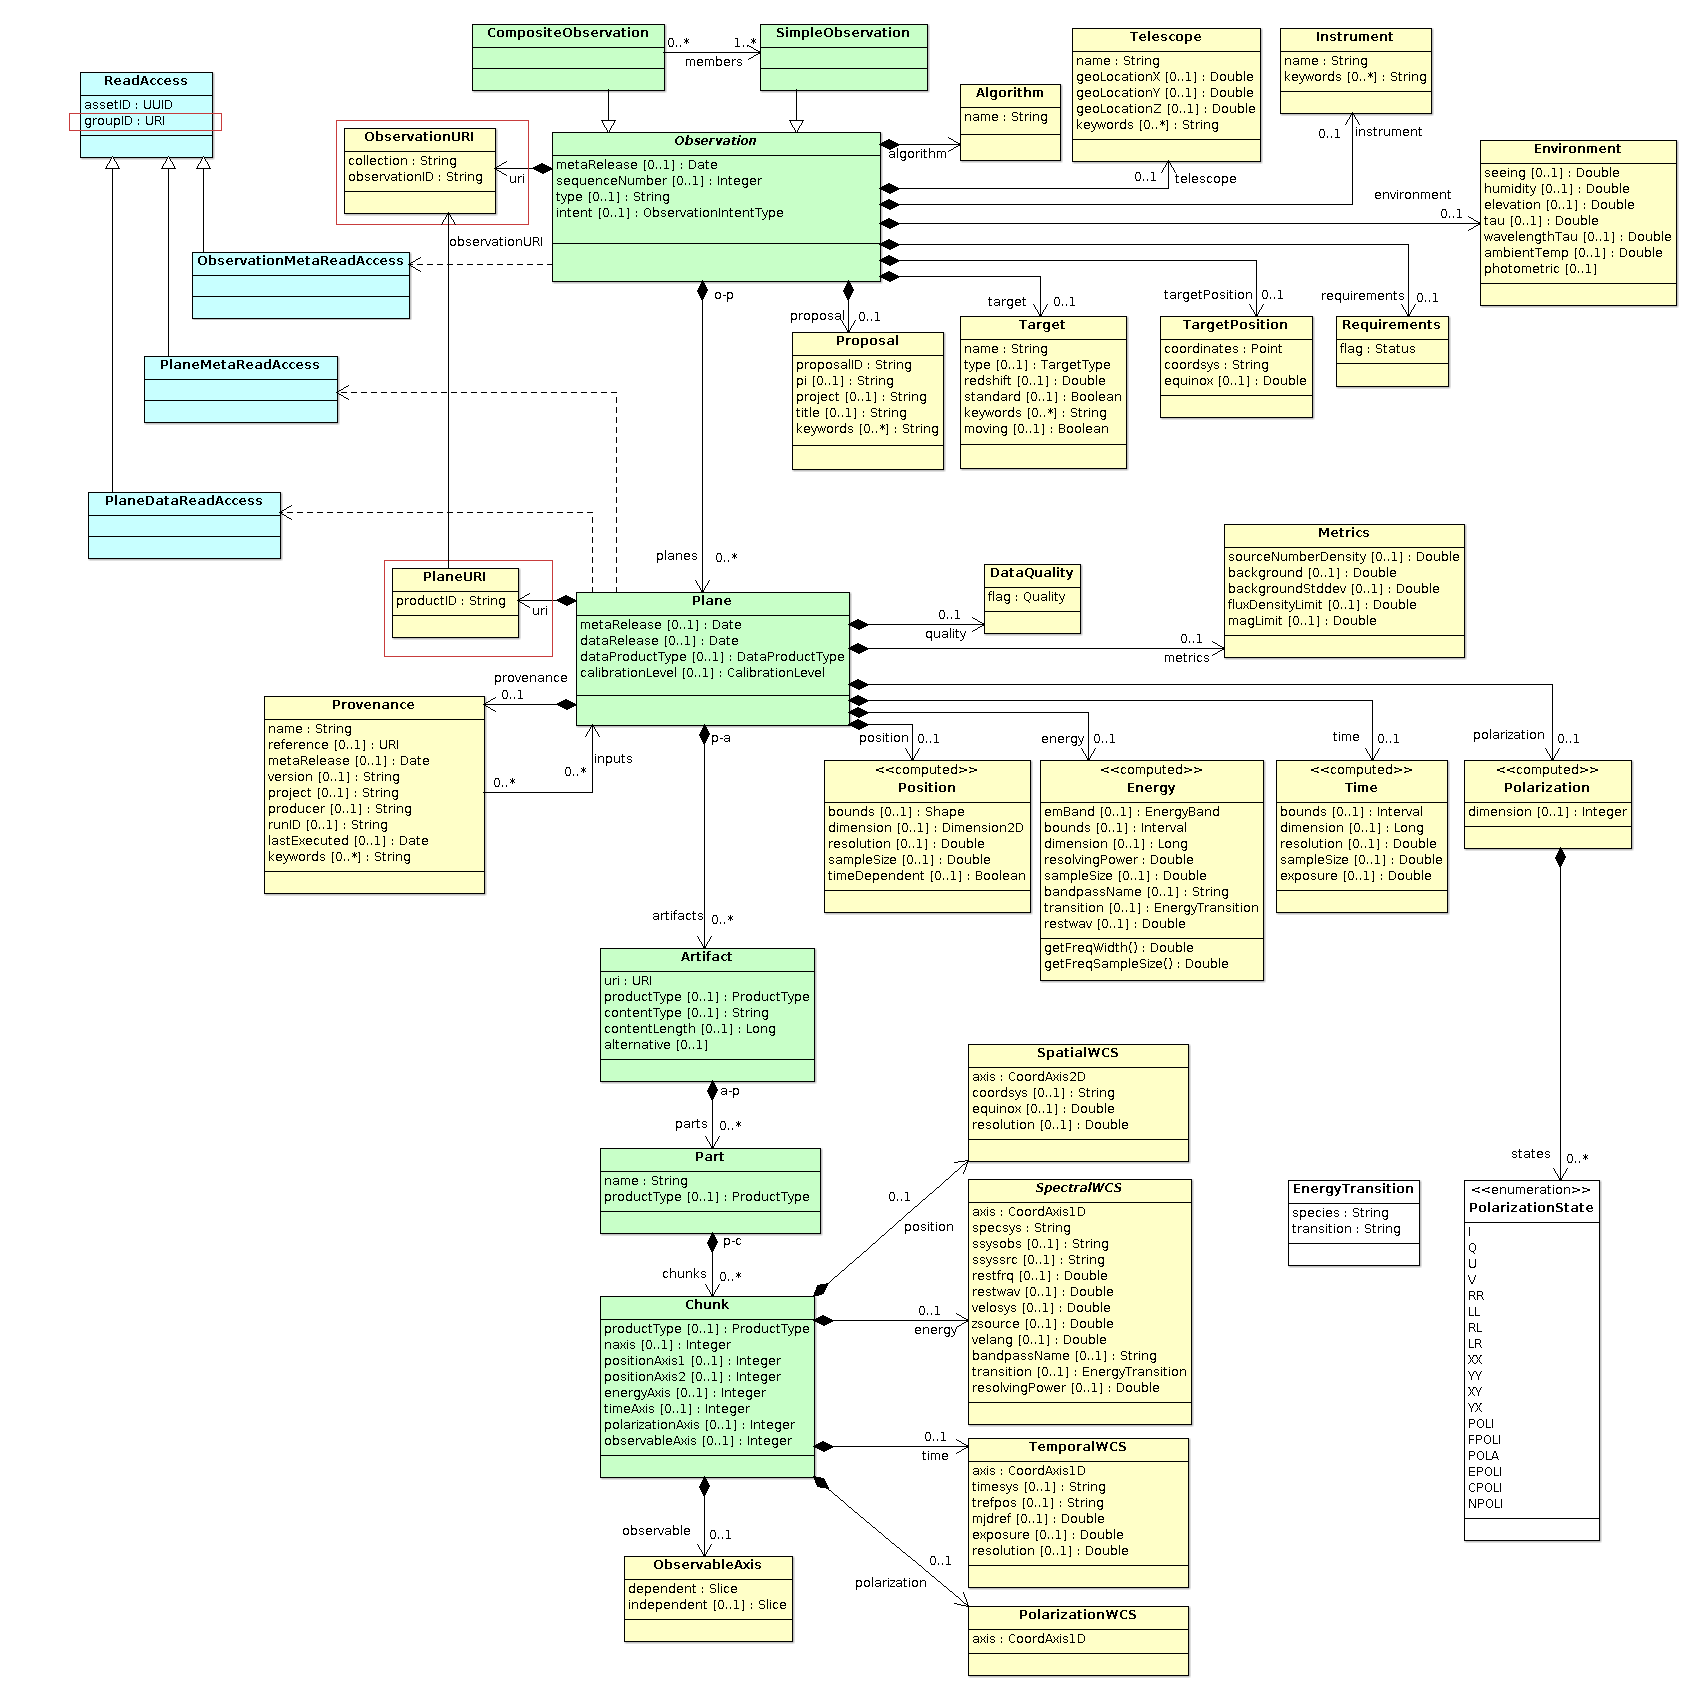 CompositeObservation
0..*
1..*
members
SimpleObservation
Telescope
name : String
geoLocationX [0..1] : Double
geoLocationY [0..1] : Double
geoLocationZ [0..1] : Double
keywords [0..*] : String
Instrument
name : String
keywords [0..*] : String
ReadAccess
assetID : UUID
groupID : URI
Algorithm
name : String
ObservationURI
collection : String
observationID : String
uri
Observation
metaRelease [0..1] : Date
sequenceNumber [0..1] : Integer
type [0..1] : String
intent [0..1] : ObservationIntentType
algorithm
0..1
telescope
0..1
instrument
Environment
seeing [0..1] : Double
humidity [0..1] : Double
elevation [0..1] : Double
tau [0..1] : Double
wavelengthTau [0..1] : Double
ambientTemp [0..1] : Double
photometric [0..1]
environment
0..1
observationURI
ObservationMetaReadAccess
o-p
proposal
0..1
target
0..1
targetPosition
0..1
requirements
0..1
Proposal
proposalID : String
pi [0..1] : String
project [0..1] : String
title [0..1] : String
keywords [0..*] : String
Target
name : String
type [0..1] : TargetType
redshift [0..1] : Double
standard [0..1] : Boolean
keywords [0..*] : String
moving [0..1] : Boolean
TargetPosition
coordinates : Point
coordsys : String
equinox [0..1] : Double
Requirements
flag : Status
PlaneMetaReadAccess
PlaneDataReadAccess
planes
0..*
PlaneURI
productID : String
uri
Plane
metaRelease [0..1] : Date
dataRelease [0..1] : Date
dataProductType [0..1] : DataProductType
calibrationLevel [0..1] : CalibrationLevel
DataQuality
flag : Quality
0..1
quality
Metrics
sourceNumberDensity [0..1] : Double
background [0..1] : Double
backgroundStddev [0..1] : Double
fluxDensityLimit [0..1] : Double
magLimit [0..1] : Double
0..1
metrics
provenance
0..1
Provenance
name : String
reference [0..1] : URI
metaRelease [0..1] : Date
version [0..1] : String
project [0..1] : String
producer [0..1] : String
runID [0..1] : String
lastExecuted [0..1] : Date
keywords [0..*] : String
0..*
0..*
inputs
p-a
position
0..1
energy
0..1
time
0..1
polarization
0..1
<<computed>>
Position
bounds [0..1] : Shape
dimension [0..1] : Dimension2D
resolution [0..1] : Double
sampleSize [0..1] : Double
timeDependent [0..1] : Boolean
<<computed>>
Energy
emBand [0..1] : EnergyBand
bounds [0..1] : Interval
dimension [0..1] : Long
resolvingPower : Double
sampleSize [0..1] : Double
bandpassName [0..1] : String
transition [0..1] : EnergyTransition
restwav [0..1] : Double
getFreqWidth() : Double
getFreqSampleSize() : Double
<<computed>>
Time
bounds [0..1] : Interval
dimension [0..1] : Long
resolution [0..1] : Double
sampleSize [0..1] : Double
exposure [0..1] : Double
<<computed>>
Polarization
dimension [0..1] : Integer
artifacts
0..*
Artifact
uri : URI
productType [0..1] : ProductType
contentType [0..1] : String
contentLength [0..1] : Long
alternative [0..1]
a-p
parts
0..*
Part
name : String
productType [0..1] : ProductType
p-c
chunks
0..*
Chunk
productType [0..1] : ProductType
naxis [0..1] : Integer
positionAxis1 [0..1] : Integer
positionAxis2 [0..1] : Integer
energyAxis [0..1] : Integer
timeAxis [0..1] : Integer
polarizationAxis [0..1] : Integer
observableAxis [0..1] : Integer
0..1
position
0..1
energy
0..1
time
0..1
polarization
observable
0..1
ObservableAxis
dependent : Slice
independent [0..1] : Slice
SpatialWCS
axis : CoordAxis2D
coordsys [0..1] : String
equinox [0..1] : Double
resolution [0..1] : Double
SpectralWCS
axis : CoordAxis1D
specsys : String
ssysobs [0..1] : String
ssyssrc [0..1] : String
restfrq [0..1] : Double
restwav [0..1] : Double
velosys [0..1] : Double
zsource [0..1] : Double
velang [0..1] : Double
bandpassName [0..1] : String
transition [0..1] : EnergyTransition
resolvingPower [0..1] : Double
TemporalWCS
axis : CoordAxis1D
timesys [0..1] : String
trefpos [0..1] : String
mjdref [0..1] : Double
exposure [0..1] : Double
resolution [0..1] : Double
PolarizationWCS
axis : CoordAxis1D
EnergyTransition
species : String
transition : String
states
0..*
<<enumeration>>
PolarizationState
I
Q
U
V
RR
LL
RL
LR
XX
YY
XY
YX
POLI
FPOLI
POLA
EPOLI
CPOLI
NPOLI